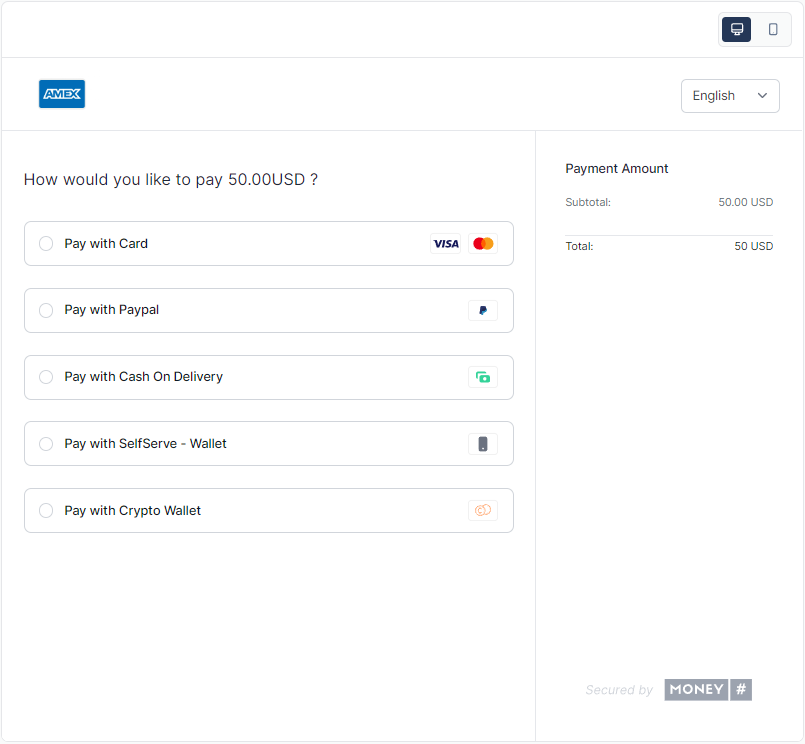 AMEX
English
How would you like to pay 50.00USD ?
Pay with Card
VISA
Pay with Paypal
Pay with Cash On Delivery
Pay with SelfServe - Wallet
Pay with Crypto Wallet
Payment Amount
Subtotal: 50.00 USD
Total: 50 USD
Secured by MONEY #